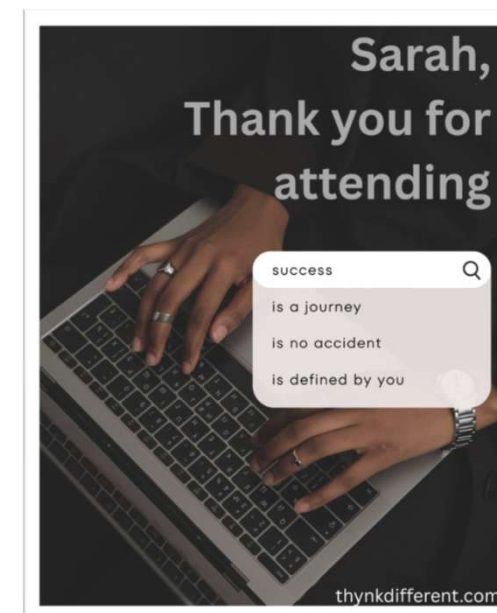 Sarah,
Thank you for
attending
success
is a journey
is no accident
is defined by you
thynkdifferent.com